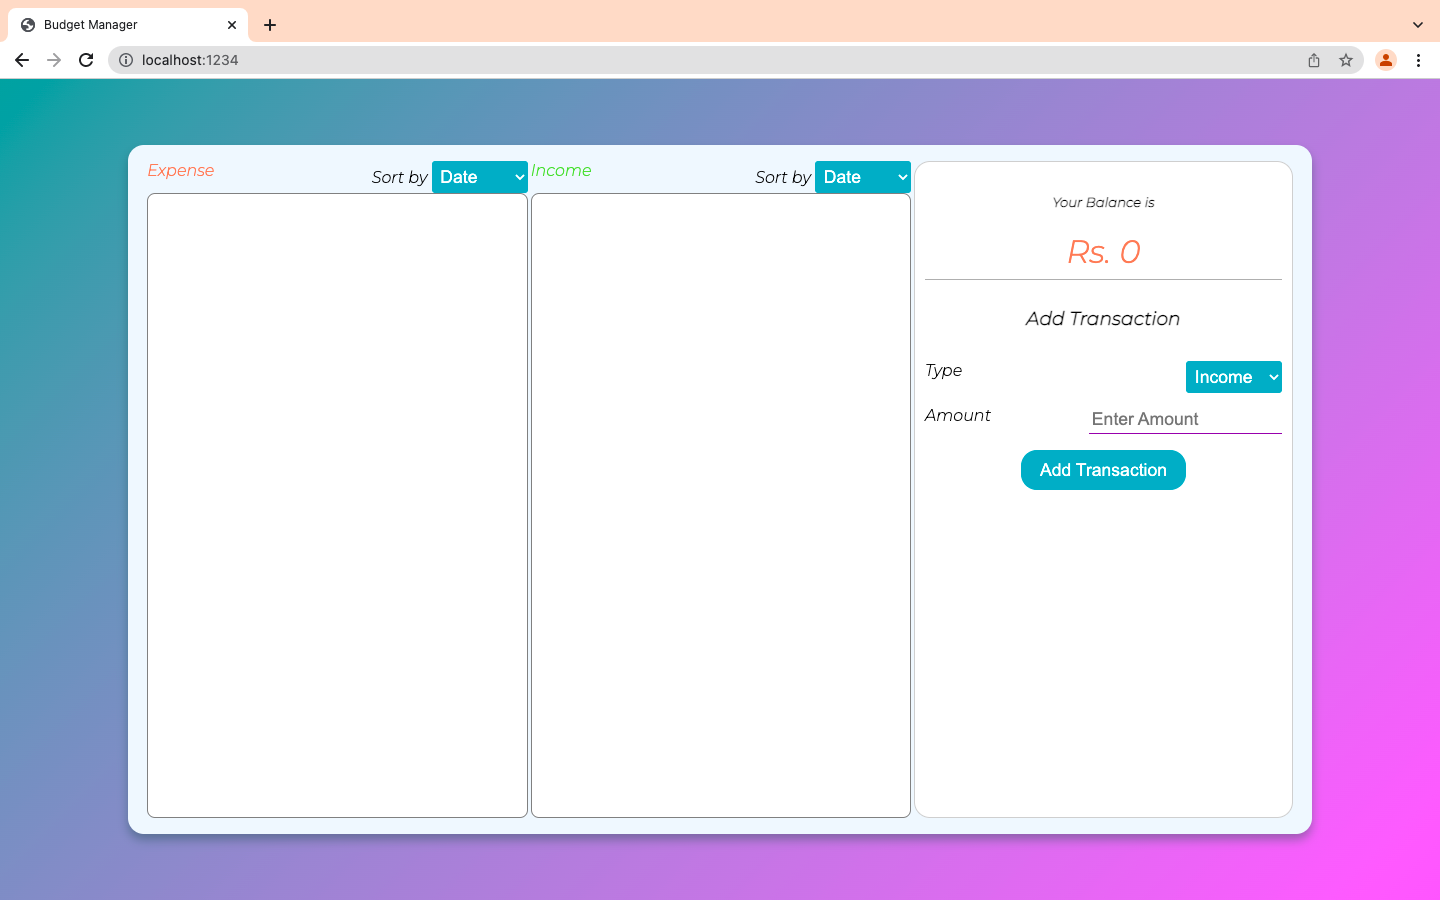 Budget Manager
localhost:1234
Expense
Sort by Date
Income
Sort by Date
Your Balance is
Rs. 0
Add Transaction
Type Income
Amount Enter Amount
Add Transaction